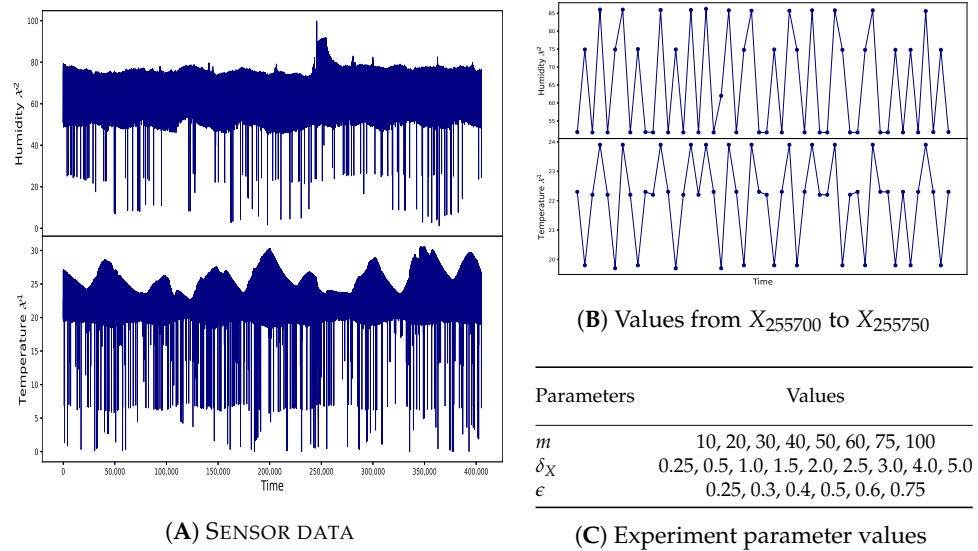 100
80
60
40
20
0
Humidity 𝒳²
30
25
20
15
10
5
0
Temperature 𝒳¹
0 50,000 100,000 150,000 200,000 250,000 300,000 350,000 400,000
Time
(A) SENSOR DATA
85
80
75
70
65
60
55
Humidity 𝒳²
24
23
22
21
20
Temperature 𝒳¹
Time
(B) Values from X₂₅₅₇₀₀ to X₂₅₅₇₅₀
Parameters Values
m 10, 20, 30, 40, 50, 60, 75, 100
δ_X 0.25, 0.5, 1.0, 1.5, 2.0, 2.5, 3.0, 4.0, 5.0
ϵ 0.25, 0.3, 0.4, 0.5, 0.6, 0.75
(C) Experiment parameter values